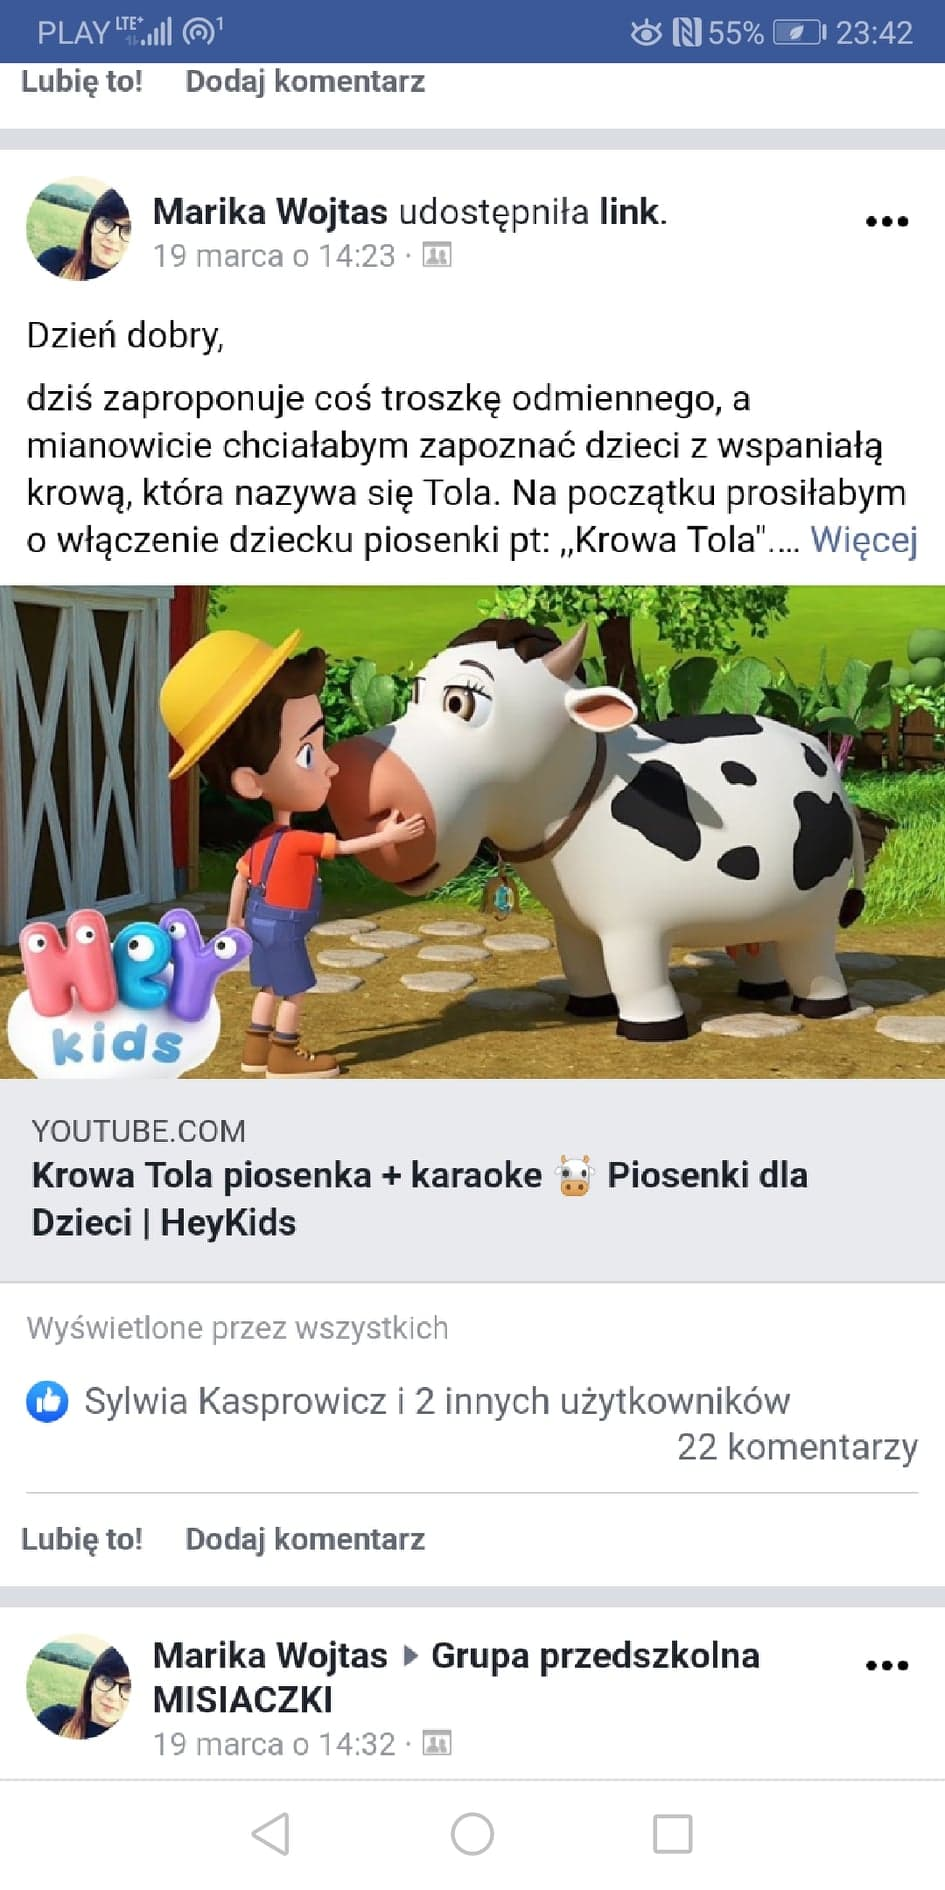 PLAY LTE+ 1 55% 23:42
Lubię to! Dodaj komentarz
Marika Wojtas udostępniła link.
19 marca o 14:23 ·
Dzień dobry,
dziś zaproponuje coś troszkę odmiennego, a
mianowicie chciałabym zapoznać dzieci z wspaniałą
krową, która nazywa się Tola. Na początku prosiłabym
o włączenie dziecku piosenki pt: ,,Krowa Tola".... Więcej
HEY
kids
YOUTUBE.COM
Krowa Tola piosenka + karaoke 🐮 Piosenki dla
Dzieci | HeyKids
Wyświetlone przez wszystkich
Sylwia Kasprowicz i 2 innych użytkowników
22 komentarzy
Lubię to! Dodaj komentarz
Marika Wojtas ▶ Grupa przedszkolna
MISIACZKI
19 marca o 14:32 ·